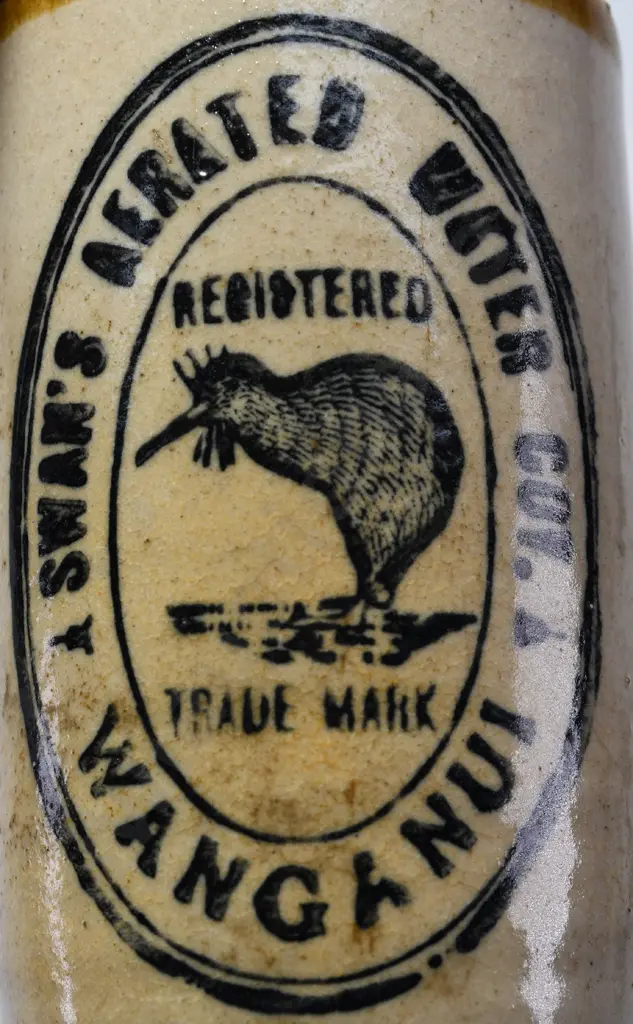 SWAN'S AERATED WATER COY.
REGISTERED
TRADE MARK
WANGANUI